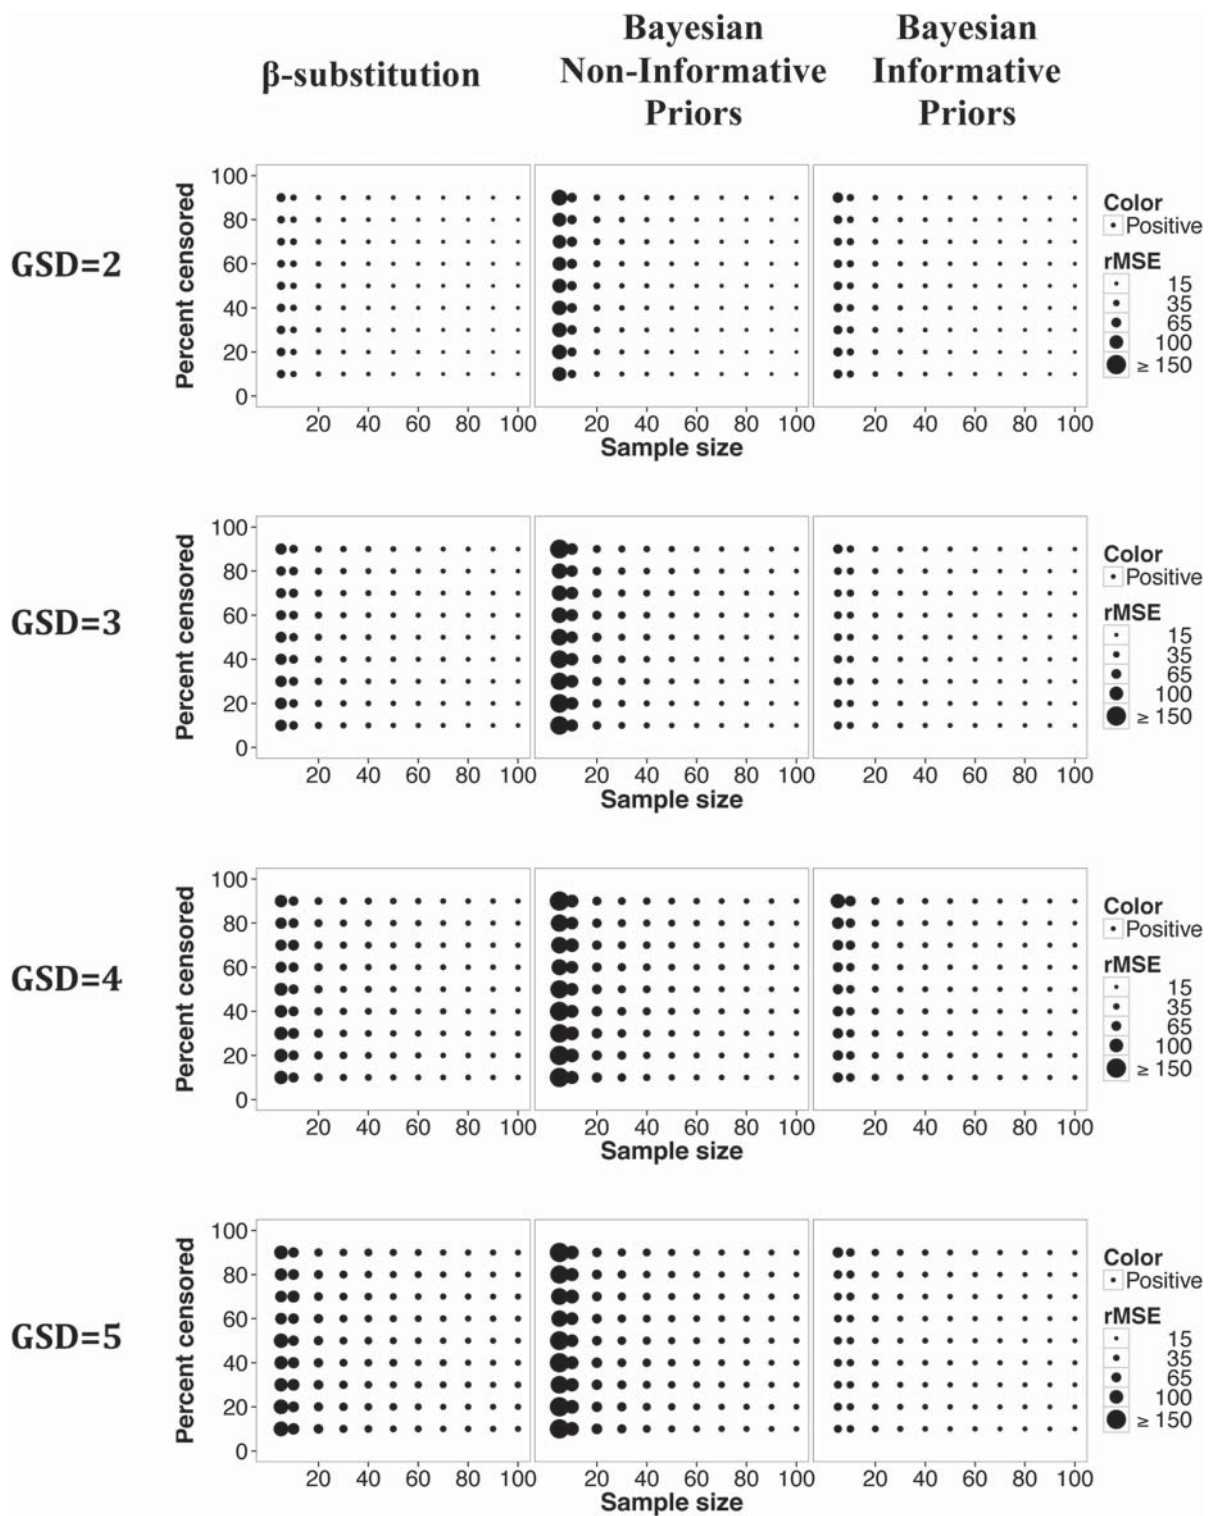 β-substitution
Bayesian
Non-Informative
Priors
Bayesian
Informative
Priors
GSD=2
Percent censored
100
80
60
40
20
0
20 40 60 80 100
20 40 60 80 100
20 40 60 80 100
Sample size
Color
Positive
rMSE
15
35
65
100
≥ 150
GSD=3
Percent censored
100
80
60
40
20
0
20 40 60 80 100
20 40 60 80 100
20 40 60 80 100
Sample size
Color
Positive
rMSE
15
35
65
100
≥ 150
GSD=4
Percent censored
100
80
60
40
20
0
20 40 60 80 100
20 40 60 80 100
20 40 60 80 100
Sample size
Color
Positive
rMSE
15
35
65
100
≥ 150
GSD=5
Percent censored
100
80
60
40
20
0
20 40 60 80 100
20 40 60 80 100
20 40 60 80 100
Sample size
Color
Positive
rMSE
15
35
65
100
≥ 150